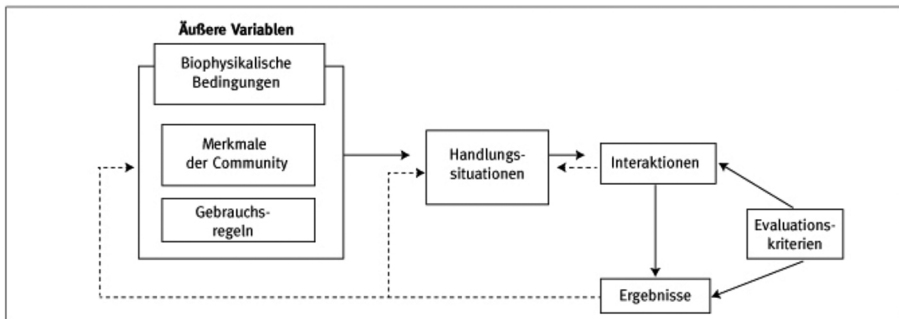 Äußere Variablen
Biophysikalische
Bedingungen
Merkmale
der Community
Gebrauchs-
regeln
Handlungs-
situationen
Interaktionen
Evaluations-
kriterien
Ergebnisse